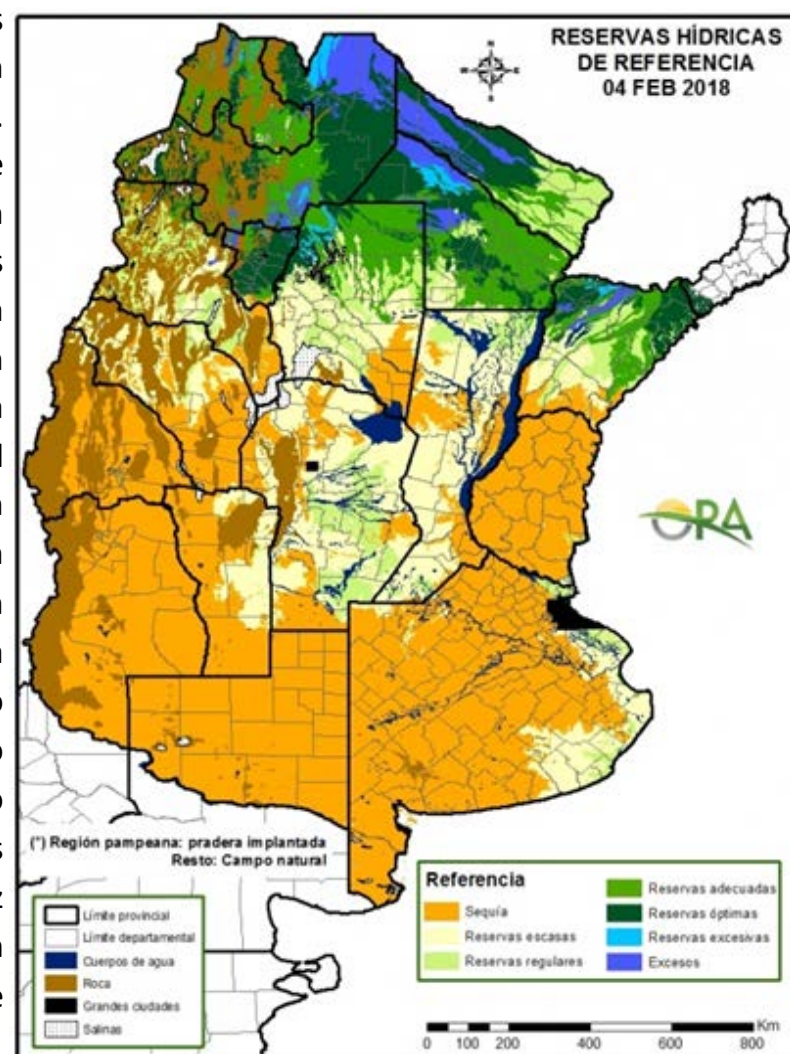 RESERVAS HÍDRICAS
DE REFERENCIA
04 FEB 2018
N
W
E
S
ORA
(*) Región pampeana: pradera implantada
Resto: Campo natural
Límite provincial
Límite departamental
Cuerpos de agua
Roca
Grandes ciudades
Salinas
Referencia
Sequía
Reservas escasas
Reservas regulares
Reservas adecuadas
Reservas óptimas
Reservas excesivas
Excesos
Km
0 100 200 400 600 800